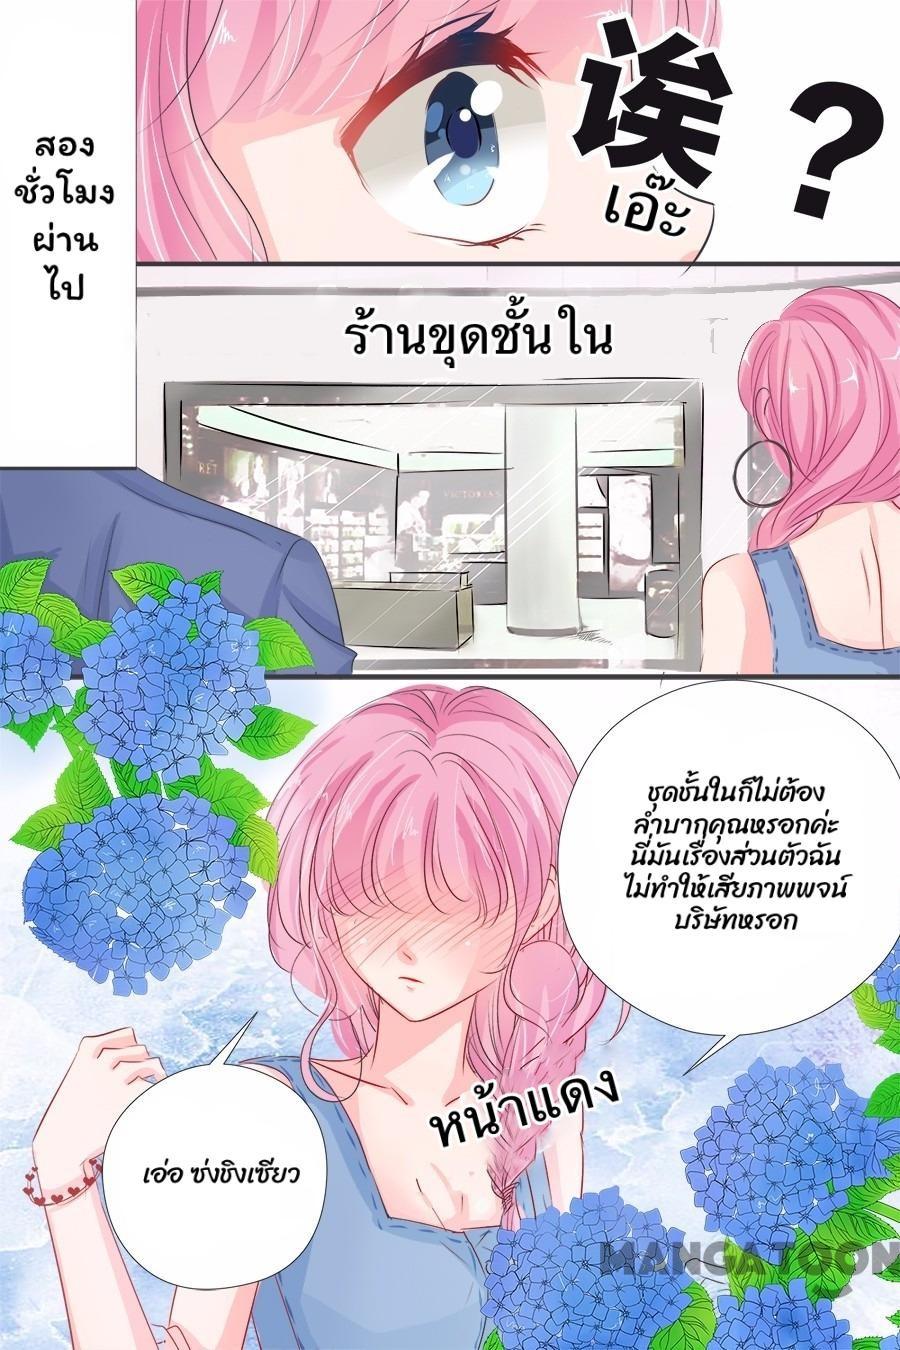 诶?
เอ๊ะ
สอง
ชั่วโมง
ผ่าน
ไป
ร้านขุดชั้นใน
RET
VICTORIA'S
ชุดชั้นในก็ไม่ต้อง
ลำบากคุณหรอกค่ะ
นี่มันเรื่องส่วนตัวฉัน
ไม่ทำให้เสียภาพพจน์
บริษัทหรอก
หน้าแดง
เอ่อ ซ่งชิงเซียว
MANGATOON